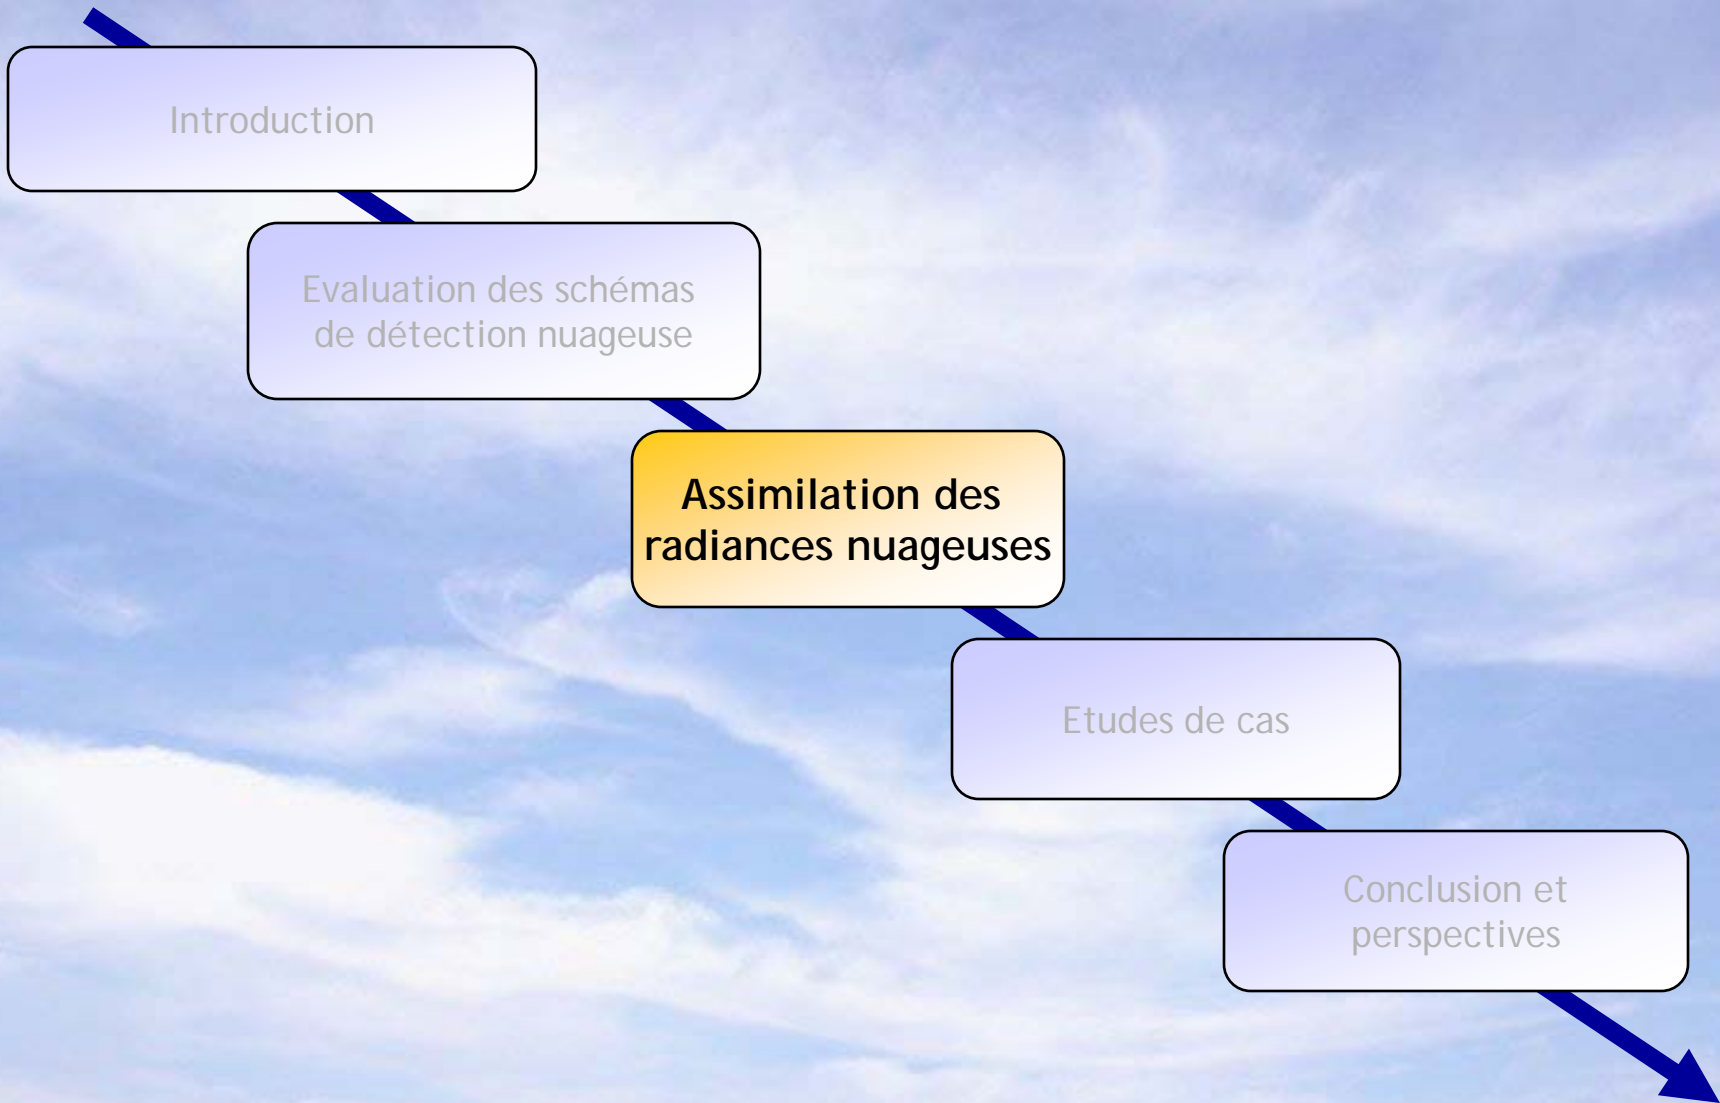 Introduction
Evaluation des schémas
de détection nuageuse
Assimilation des
radiances nuageuses
Etudes de cas
Conclusion et
perspectives